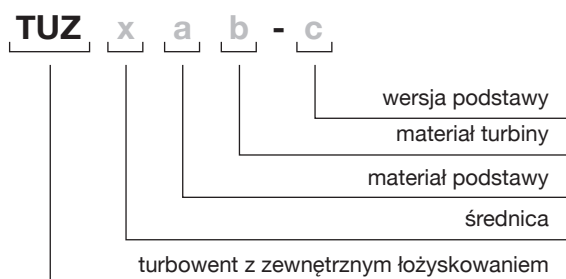 TUZ x a b - c
wersja podstawy
materiał turbiny
materiał podstawy
średnica
turbowent z zewnętrznym łożyskowaniem